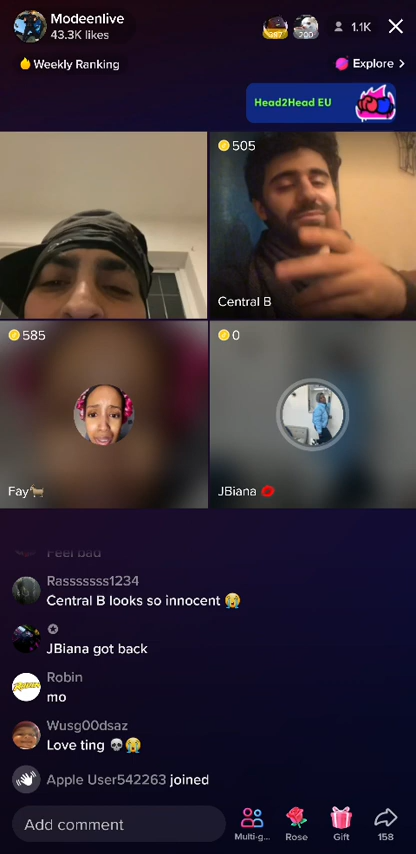 Modeenlive
43.3K likes
1.1K
Weekly Ranking
Explore >
Head2Head EU
505
Central B
585
0
Fay🐐
JBiana 💋
Feel bad
Rasssssss1234
Central B looks so innocent 😭
✪
JBiana got back
Robin
mo
Wusg00dsaz
Love ting 💀😭
Apple User542263 joined
Add comment
Multi-g...
Rose
Gift
158